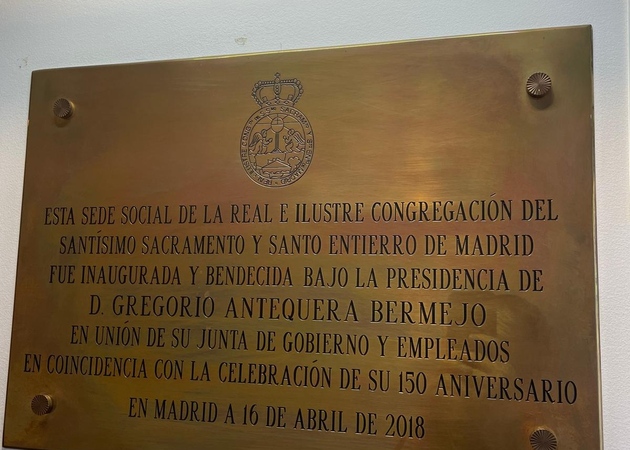 ESTA SEDE SOCIAL DE LA REAL E ILUSTRE CONGREGACIÓN DEL
SANTÍSIMO SACRAMENTO Y SANTO ENTIERRO DE MADRID
FUE INAUGURADA Y BENDECIDA BAJO LA PRESIDENCIA DE
D. GREGORIO ANTEQUERA BERMEJO
EN UNIÓN DE SU JUNTA DE GOBIERNO Y EMPLEADOS
EN COINCIDENCIA CON LA CELEBRACIÓN DE SU 150 ANIVERSARIO
EN MADRID A 16 DE ABRIL DE 2018